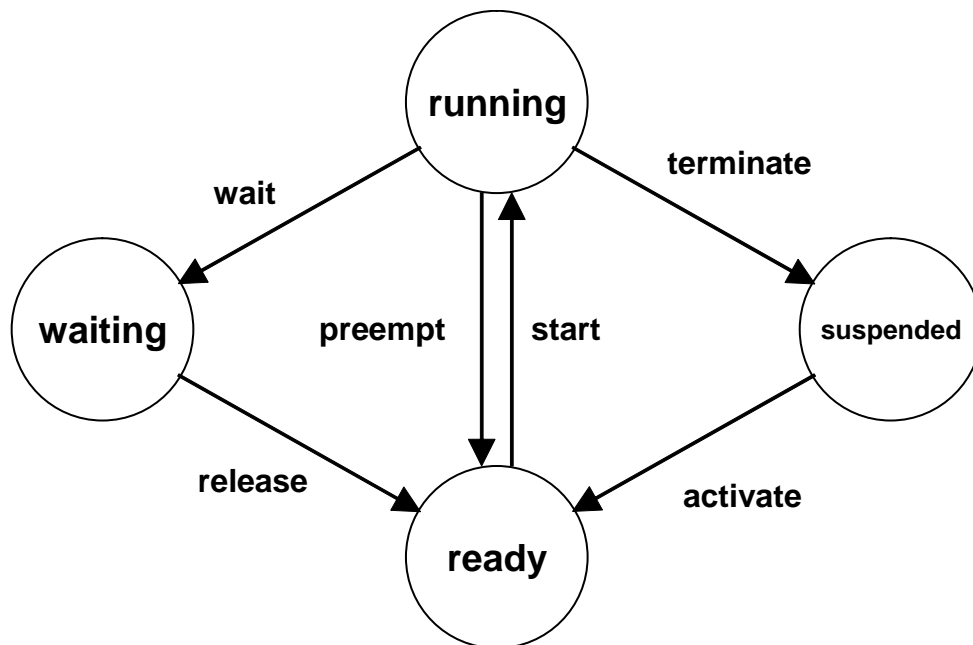 running
terminate
wait
waiting
preempt
start
suspended
release
activate
ready